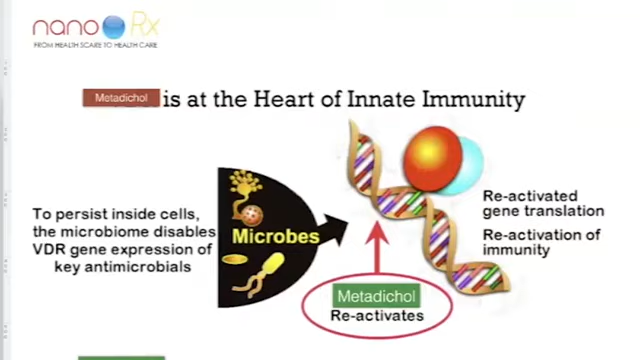 nano Rx
FROM HEALTH SCARE TO HEALTH CARE
Metadichol is at the Heart of Innate Immunity
To persist inside cells,
the microbiome disables
VDR gene expression of
key antimicrobials
Microbes
Re-activated
gene translation
Re-activation of
immunity
Metadichol
Re-activates